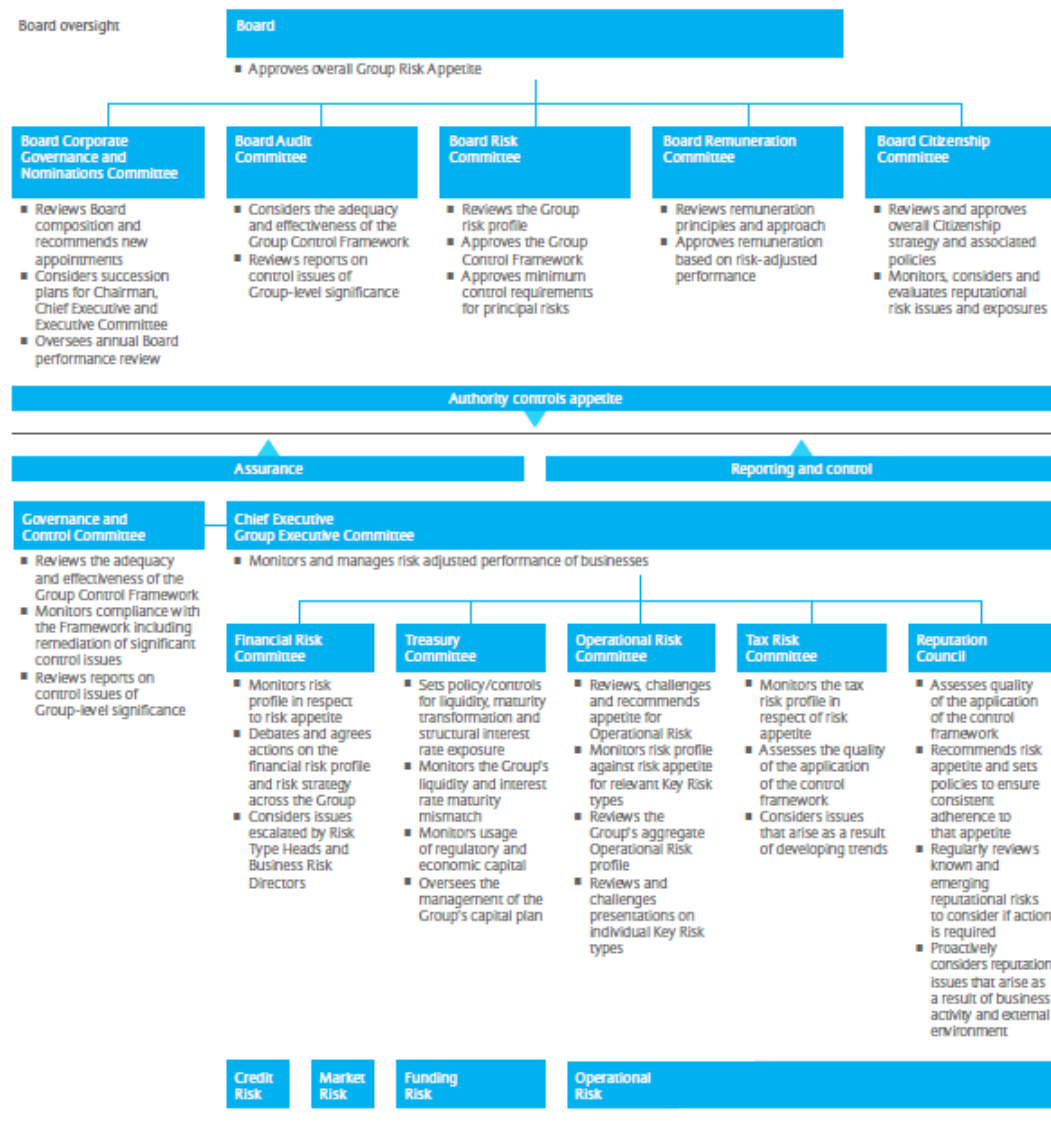 Board oversight
Board
■ Approves overall Group Risk Appetite
Board Corporate
Governance and
Nominations Committee
■ Reviews Board
composition and
recommends new
appointments
■ Considers succession
plans for Chairman,
Chief Executive and
Executive Committee
■ Oversees annual Board
performance review
Board Audit
Committee
■ Considers the adequacy
and effectiveness of the
Group Control Framework
■ Reviews reports on
control issues of
Group-level significance
Board Risk
Committee
■ Reviews the Group
risk profile
■ Approves the Group
Control Framework
■ Approves minimum
control requirements
for principal risks
Board Remuneration
Committee
■ Reviews remuneration
principles and approach
■ Approves remuneration
based on risk-adjusted
performance
Board Citizenship
Committee
■ Reviews and approves
overall Citizenship
strategy and associated
policies
■ Monitors, considers and
evaluates reputational
risk issues and exposures
Authority controls appetite
Assurance
Reporting and control
Governance and
Control Committee
■ Reviews the adequacy
and effectiveness of the
Group Control Framework
■ Monitors compliance with
the Framework including
remediation of significant
control issues
■ Reviews reports on
control issues of
Group-level significance
Chief Executive
Group Executive Committee
■ Monitors and manages risk adjusted performance of businesses
Financial Risk
Committee
■ Monitors risk
profile in respect
to risk appetite
■ Debates and agrees
actions on the
financial risk profile
and risk strategy
across the Group
■ Considers issues
escalated by Risk
Type Heads and
Business Risk
Directors
Treasury
Committee
■ Sets policy/controls
for liquidity, maturity
transformation and
structural interest
rate exposure
■ Monitors the Group's
liquidity and interest
rate maturity
mismatch
■ Monitors usage
of regulatory and
economic capital
■ Oversees the
management of the
Group's capital plan
Operational Risk
Committee
■ Reviews, challenges
and recommends
appetite for
Operational Risk
■ Monitors risk profile
against risk appetite
for relevant Key Risk
types
■ Reviews the
Group's aggregate
Operational Risk
profile
■ Reviews and
challenges
presentations on
individual Key Risk
types
Tax Risk
Committee
■ Monitors the tax
risk profile in
respect of risk
appetite
■ Assesses the quality
of the application
of the control
framework
■ Considers issues
that arise as a result
of developing trends
Reputation
Council
■ Assesses quality
of the application
of the control
framework
■ Recommends risk
appetite and sets
policies to ensure
consistent
adherence to
that appetite
■ Regularly reviews
known and
emerging
reputational risks
to consider if action
is required
■ Proactively
considers reputation
issues that arise as
a result of business
activity and external
environment
Credit
Risk
Market
Risk
Funding
Risk
Operational
Risk